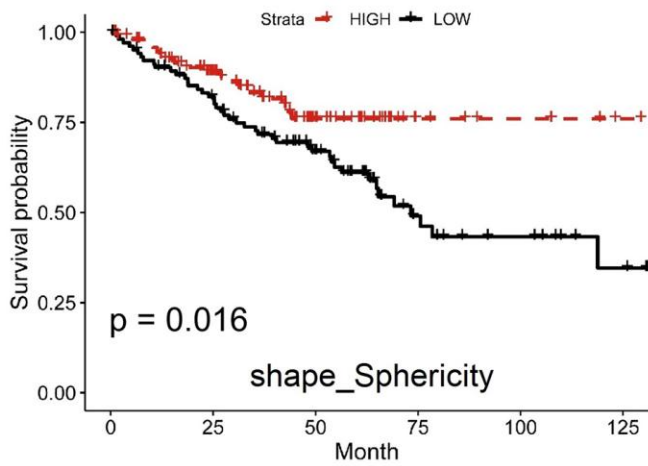 Strata HIGH LOW
Survival probability
1.00
0.75
0.50
0.25
0.00
p = 0.016
shape_Sphericity
0 25 50 75 100 125
Month